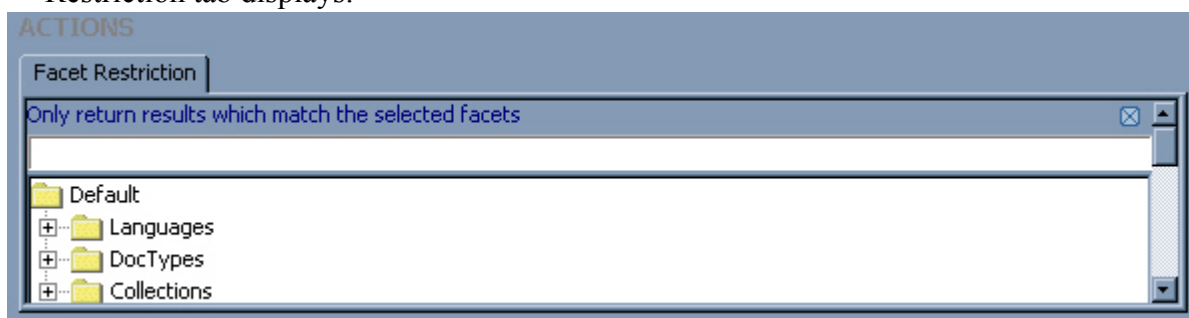 Restriction tab displays.
ACTIONS
Facet Restriction
Only return results which match the selected facets
Default
Languages
DocTypes
Collections